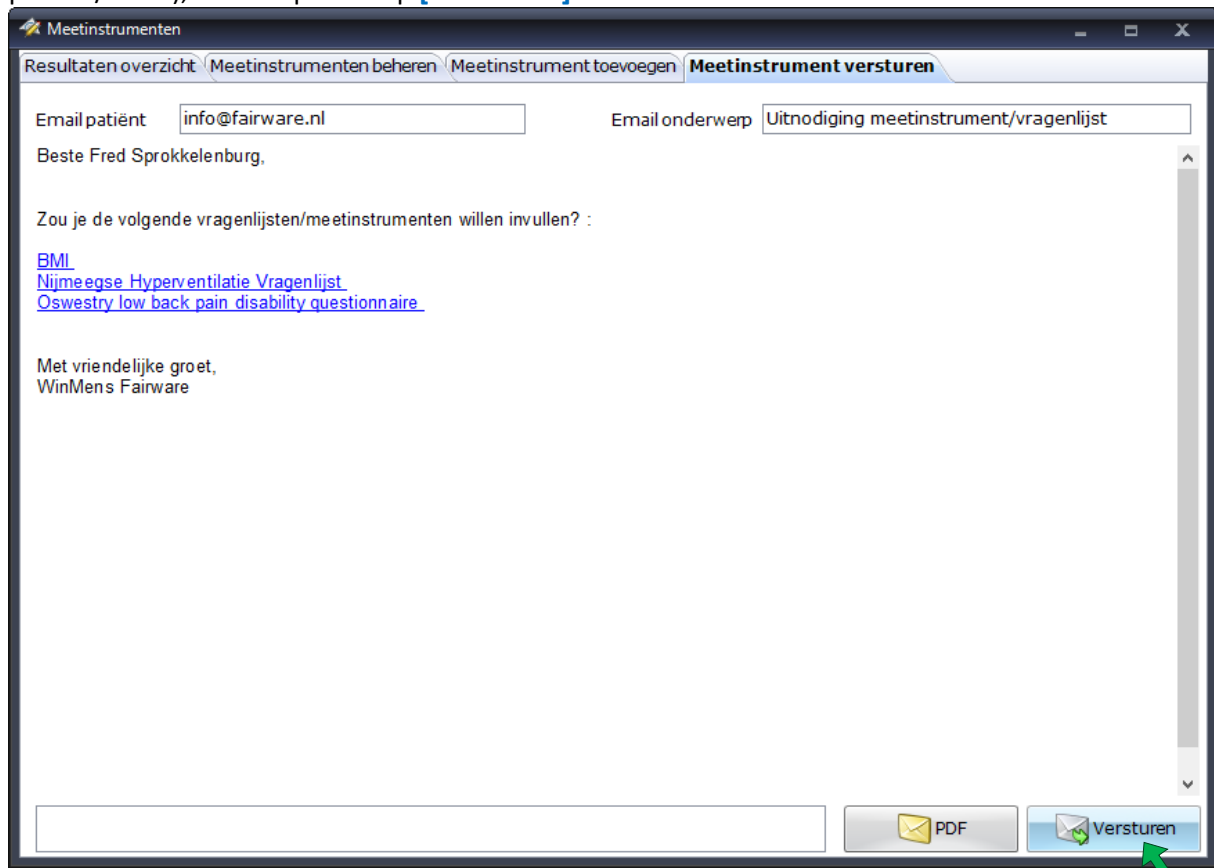 Meetinstrumenten
Resultaten overzicht Meetinstrumenten beheren Meetinstrument toevoegen Meetinstrument versturen
Email patiënt info@fairware.nl Email onderwerp Uitnodiging meetinstrument/vragenlijst
Beste Fred Sprokkelenburg,
Zou je de volgende vragenlijsten/meetinstrumenten willen invullen? :
BMI
Nijmeegse Hyperventilatie Vragenlijst
Oswestry low back pain disability questionnaire
Met vriendelijke groet,
WinMens Fairware
PDF Versturen